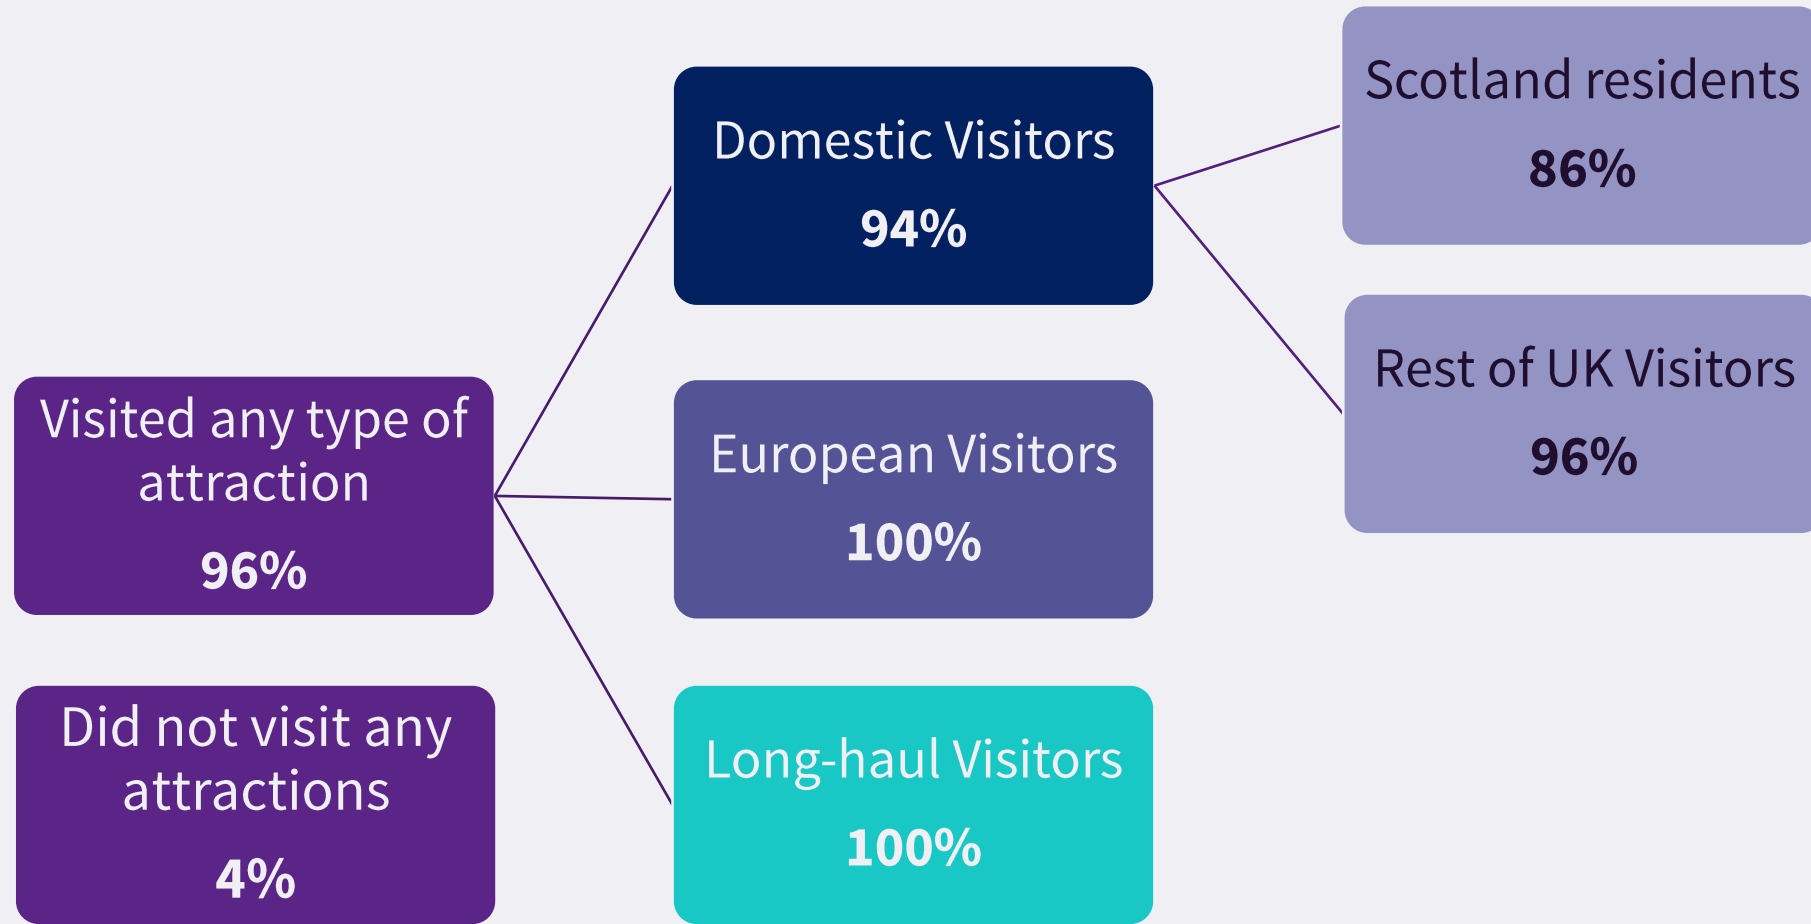 Visited any type of
attraction
96%
Did not visit any
attractions
4%
Domestic Visitors
94%
European Visitors
100%
Long-haul Visitors
100%
Scotland residents
86%
Rest of UK Visitors
96%